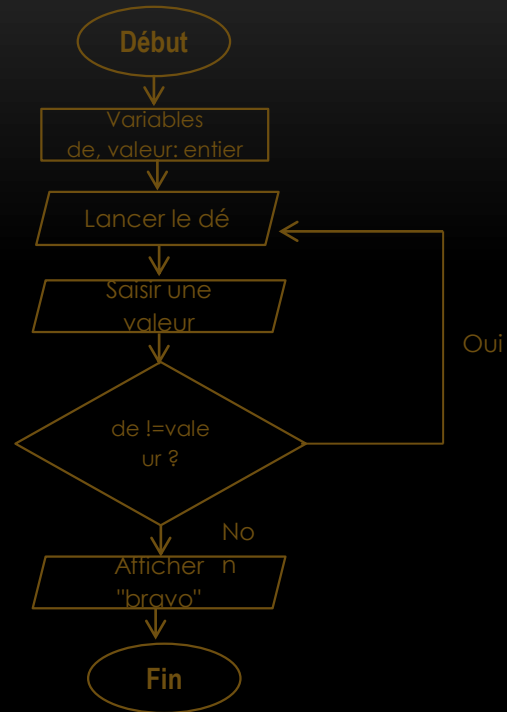 Début
Variables
de, valeur: entier
Lancer le dé
Saisir une
valeur
Oui
de !=vale
ur ?
No
n
Afficher
"bravo"
Fin